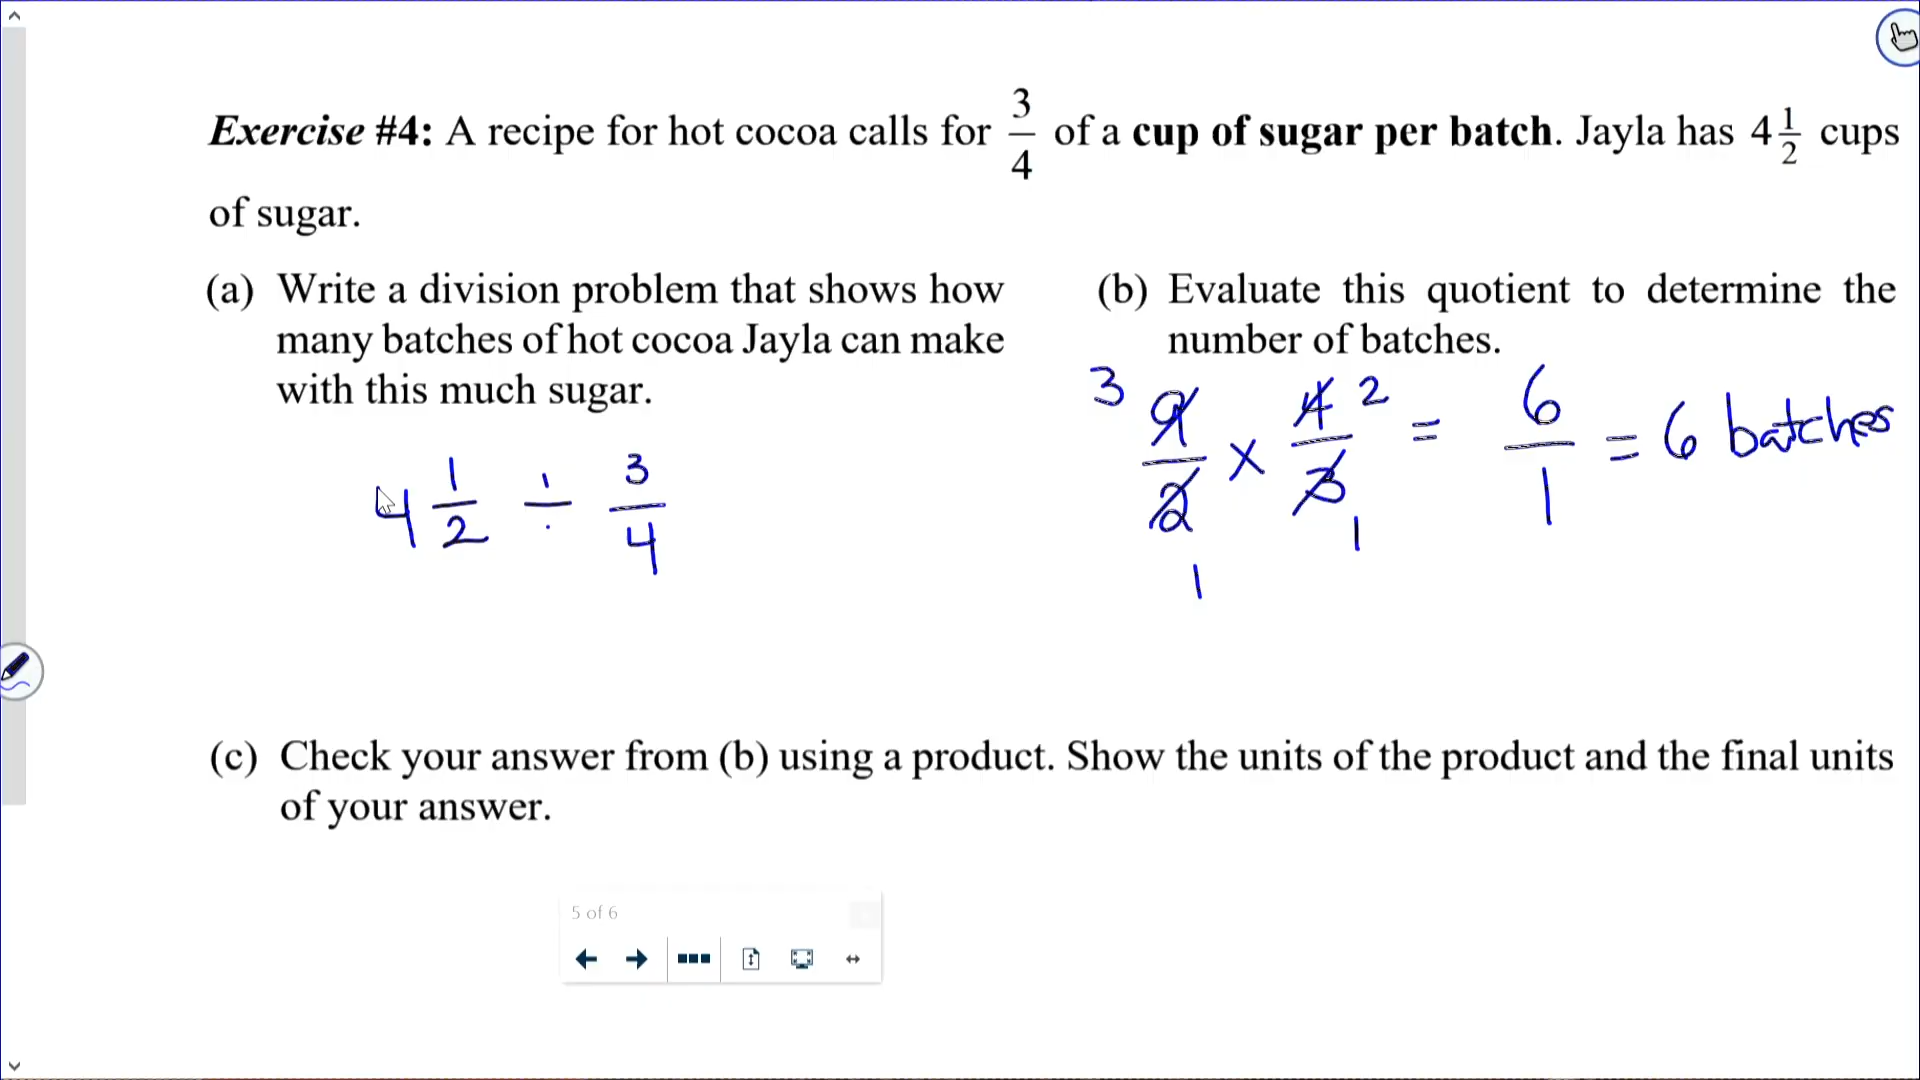 Exercise #4: A recipe for hot cocoa calls for 3/4 of a cup of sugar per batch. Jayla has 4 1/2 cups
of sugar.
(a) Write a division problem that shows how
many batches of hot cocoa Jayla can make
with this much sugar.
4 1/2 ÷ 3/4
(b) Evaluate this quotient to determine the
number of batches.
3 9/2 1 × 4/3 2 1 = 6/1 = 6 batches
(c) Check your answer from (b) using a product. Show the units of the product and the final units
of your answer.
5 of 6